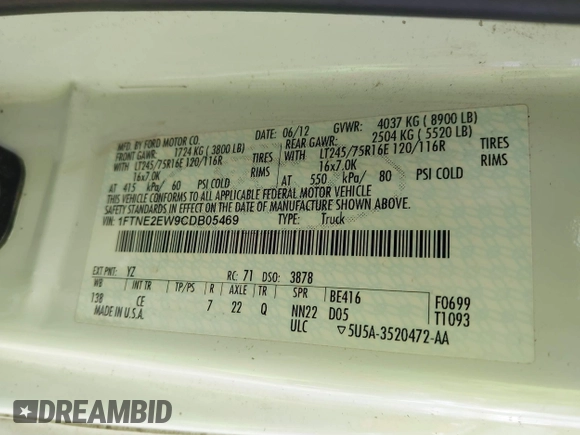 MFD. BY FORD MOTOR CO.
DATE: 06/12 GVWR: 4037 KG ( 8900 LB)
FRONT GAWR: 1724 KG ( 3800 LB)
REAR GAWR: 2504 KG ( 5520 LB)
WITH LT245/75R16E 120/116R TIRES
WITH LT245/75R16E 120/116R TIRES
16x7.0K RIMS
16x7.0K RIMS
AT 415 kPa/ 60 PSI COLD
AT 550 kPa/ 80 PSI COLD
THIS VEHICLE CONFORMS TO ALL APPLICABLE FEDERAL MOTOR VEHICLE
SAFETY STANDARDS IN EFFECT ON THE DATE OF MANUFACTURE SHOWN ABOVE.
VIN: 1FTNE2EW9CDB05469 TYPE: Truck
EXT PNT: YZ RC: 71 DSO: 3878
WB INT TR TP/PS R AXLE TR SPR BE416 F0699
138 CE 7 22 Q NN22 D05 T1093
MADE IN U.S.A. ULC ▽5U5A-3520472-AA
DREAMBID